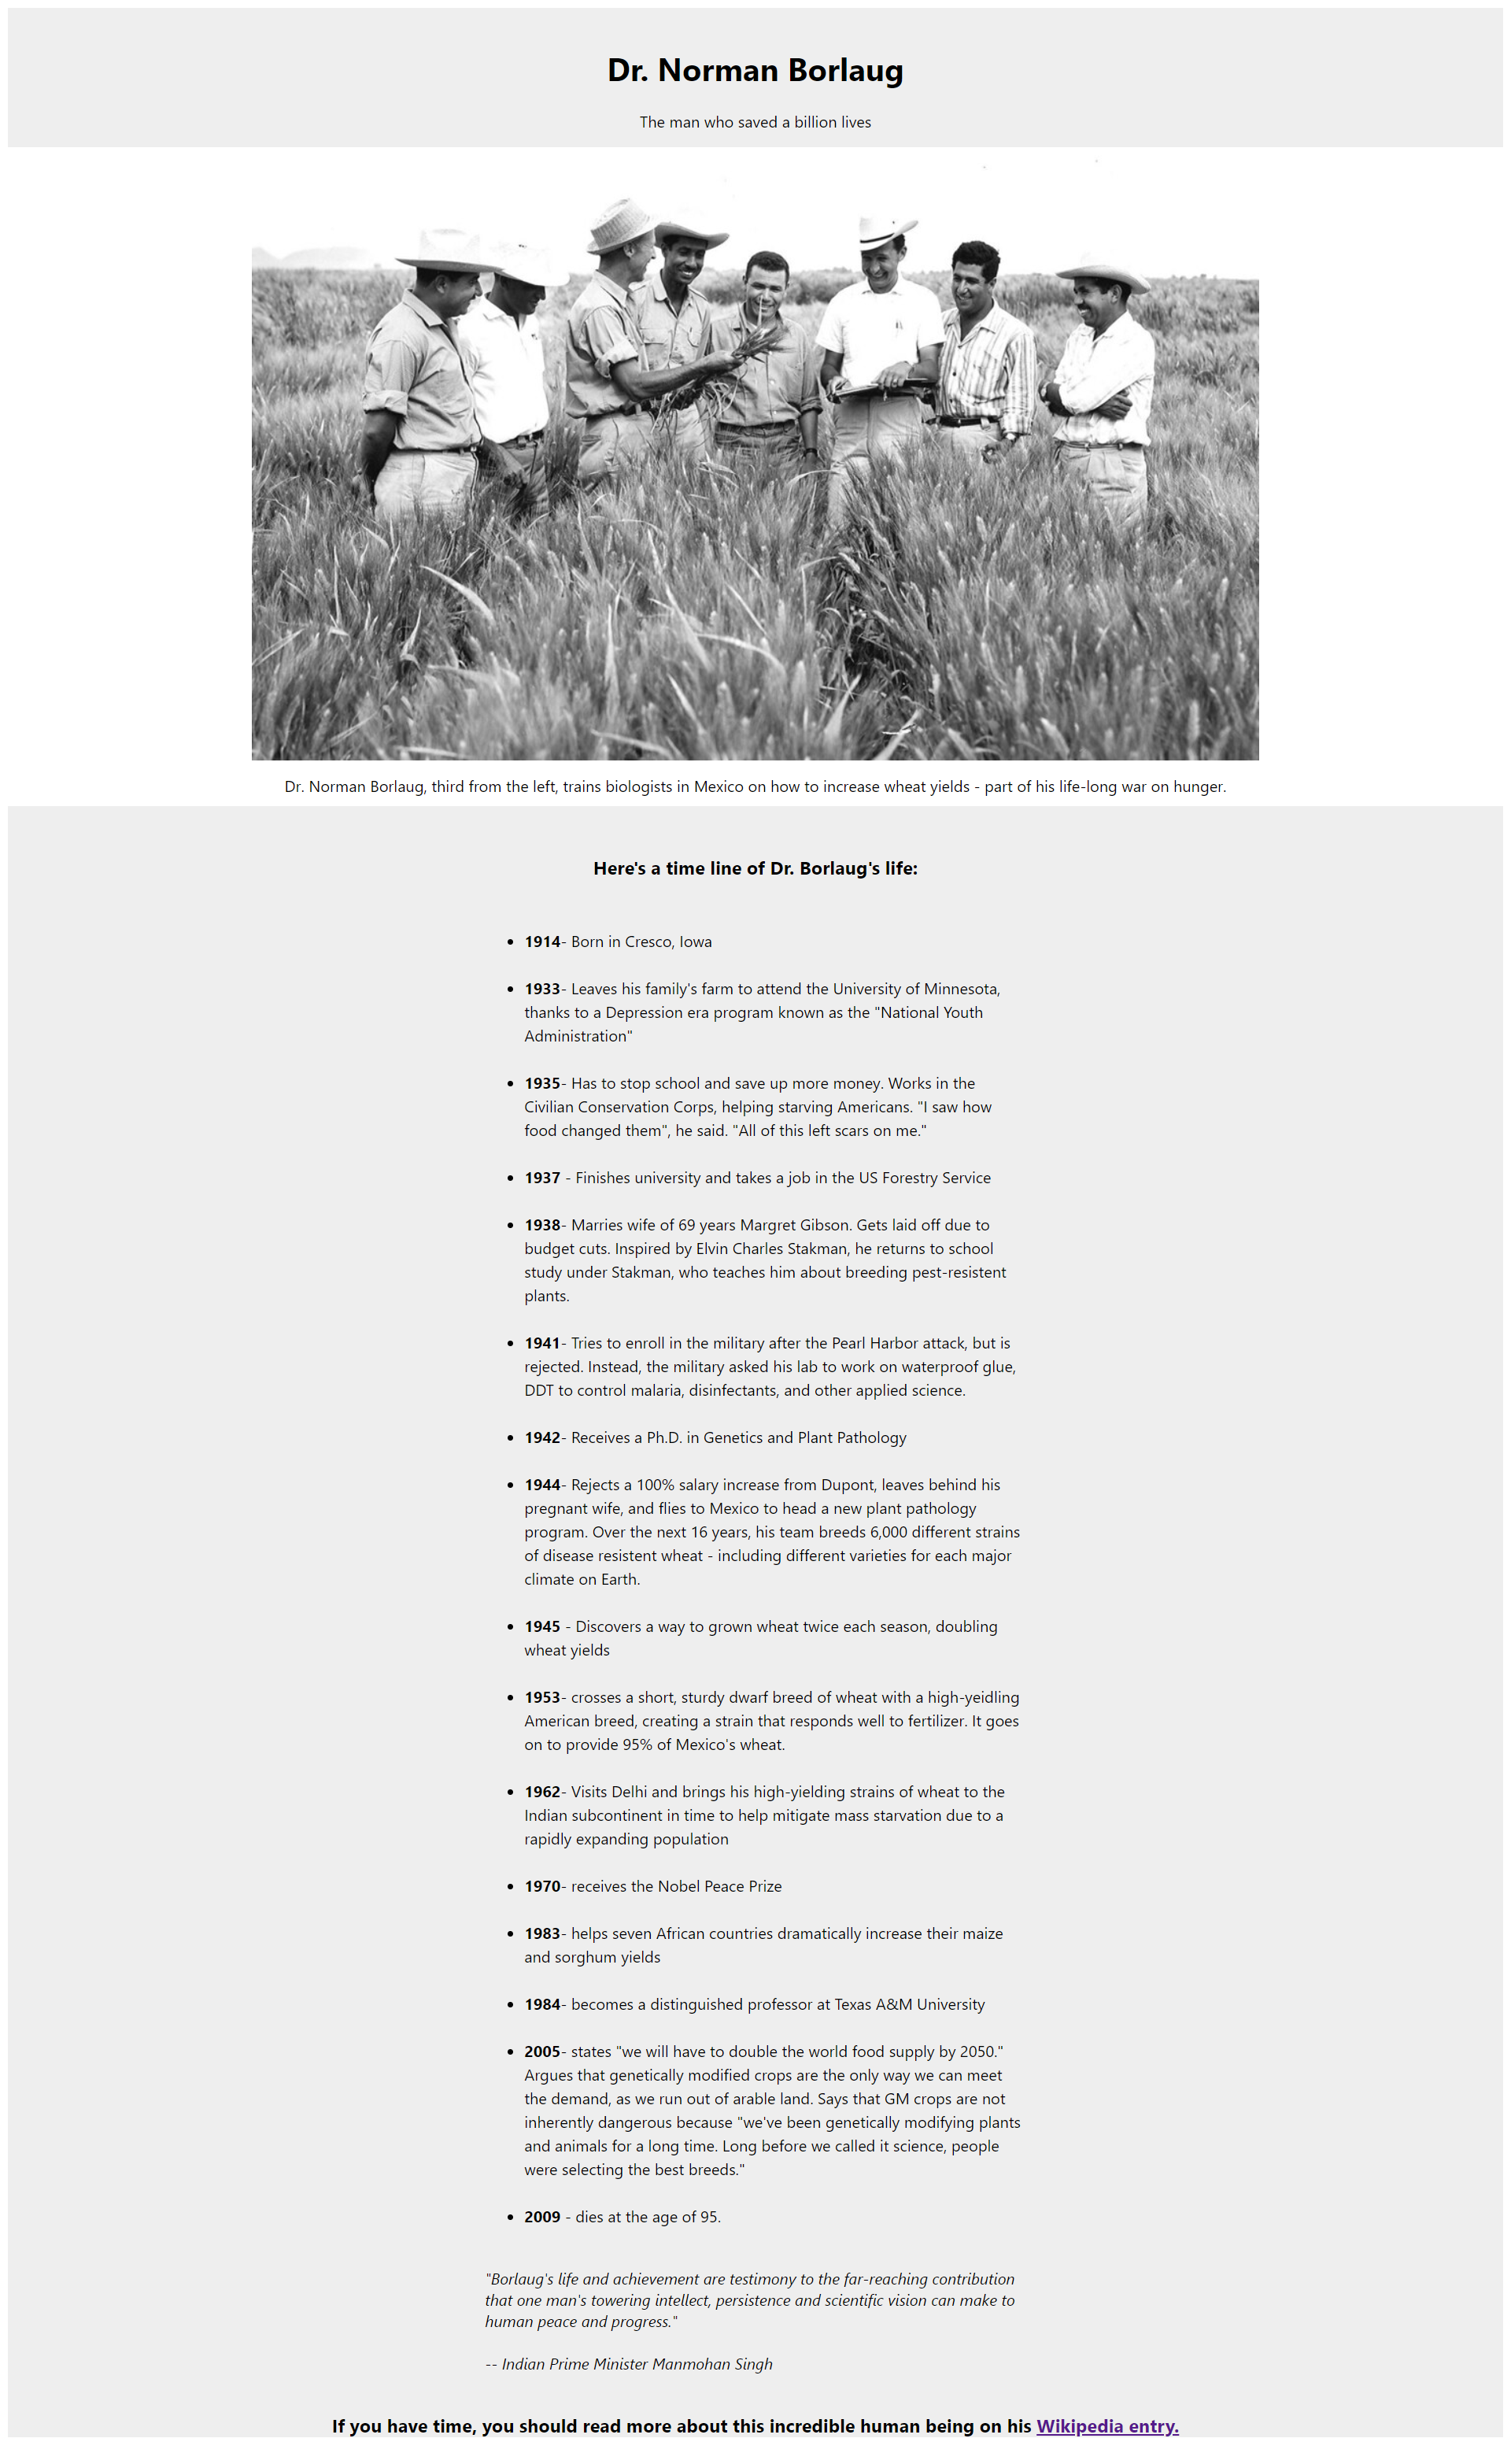 Dr. Norman Borlaug
The man who saved a billion lives
Dr. Norman Borlaug, third from the left, trains biologists in Mexico on how to increase wheat yields - part of his life-long war on hunger.
Here's a time line of Dr. Borlaug's life:
• 1914- Born in Cresco, Iowa
• 1933- Leaves his family's farm to attend the University of Minnesota,
thanks to a Depression era program known as the "National Youth
Administration"
• 1935- Has to stop school and save up more money. Works in the
Civilian Conservation Corps, helping starving Americans. "I saw how
food changed them", he said. "All of this left scars on me."
• 1937 - Finishes university and takes a job in the US Forestry Service
• 1938- Marries wife of 69 years Margret Gibson. Gets laid off due to
budget cuts. Inspired by Elvin Charles Stakman, he returns to school
study under Stakman, who teaches him about breeding pest-resistent
plants.
• 1941- Tries to enroll in the military after the Pearl Harbor attack, but is
rejected. Instead, the military asked his lab to work on waterproof glue,
DDT to control malaria, disinfectants, and other applied science.
• 1942- Receives a Ph.D. in Genetics and Plant Pathology
• 1944- Rejects a 100% salary increase from Dupont, leaves behind his
pregnant wife, and flies to Mexico to head a new plant pathology
program. Over the next 16 years, his team breeds 6,000 different strains
of disease resistent wheat - including different varieties for each major
climate on Earth.
• 1945 - Discovers a way to grown wheat twice each season, doubling
wheat yields
• 1953- crosses a short, sturdy dwarf breed of wheat with a high-yeidling
American breed, creating a strain that responds well to fertilizer. It goes
on to provide 95% of Mexico's wheat.
• 1962- Visits Delhi and brings his high-yielding strains of wheat to the
Indian subcontinent in time to help mitigate mass starvation due to a
rapidly expanding population
• 1970- receives the Nobel Peace Prize
• 1983- helps seven African countries dramatically increase their maize
and sorghum yields
• 1984- becomes a distinguished professor at Texas A&M University
• 2005- states "we will have to double the world food supply by 2050."
Argues that genetically modified crops are the only way we can meet
the demand, as we run out of arable land. Says that GM crops are not
inherently dangerous because "we've been genetically modifying plants
and animals for a long time. Long before we called it science, people
were selecting the best breeds."
• 2009 - dies at the age of 95.
"Borlaug's life and achievement are testimony to the far-reaching contribution
that one man's towering intellect, persistence and scientific vision can make to
human peace and progress."
-- Indian Prime Minister Manmohan Singh
If you have time, you should read more about this incredible human being on his Wikipedia entry.